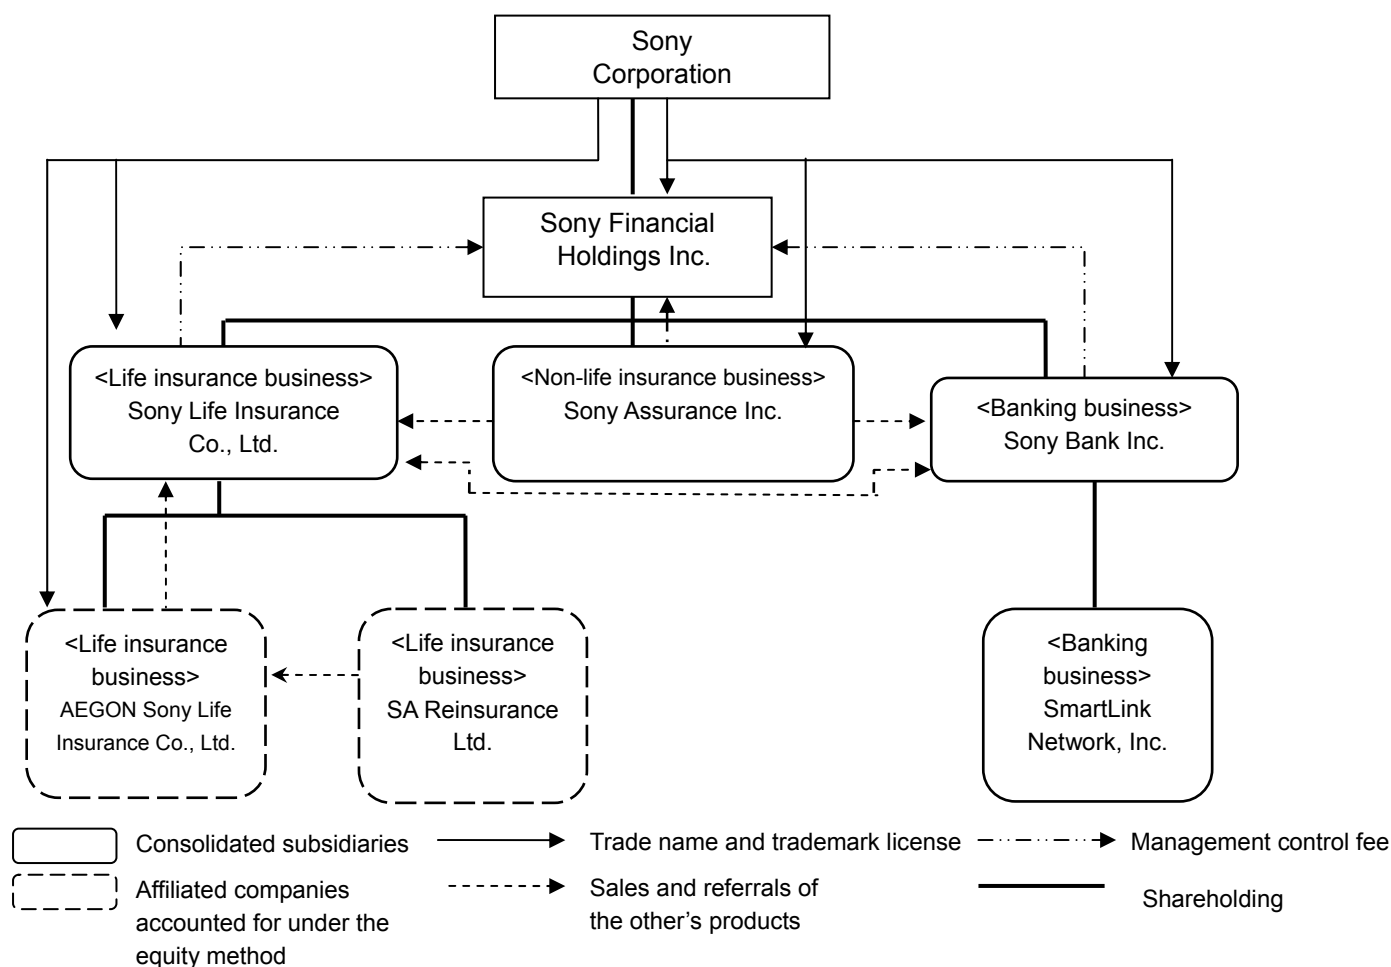 Sony
Corporation
Sony Financial
Holdings Inc.
<Life insurance business>
Sony Life Insurance
Co., Ltd.
<Non-life insurance business>
Sony Assurance Inc.
<Banking business>
Sony Bank Inc.
<Life insurance
business>
AEGON Sony Life
Insurance Co., Ltd.
<Life insurance
business>
SA Reinsurance
Ltd.
<Banking
business>
SmartLink
Network, Inc.
Consolidated subsidiaries
Trade name and trademark license
Management control fee
Affiliated companies
accounted for under the
equity method
Sales and referrals of
the other’s products
Shareholding